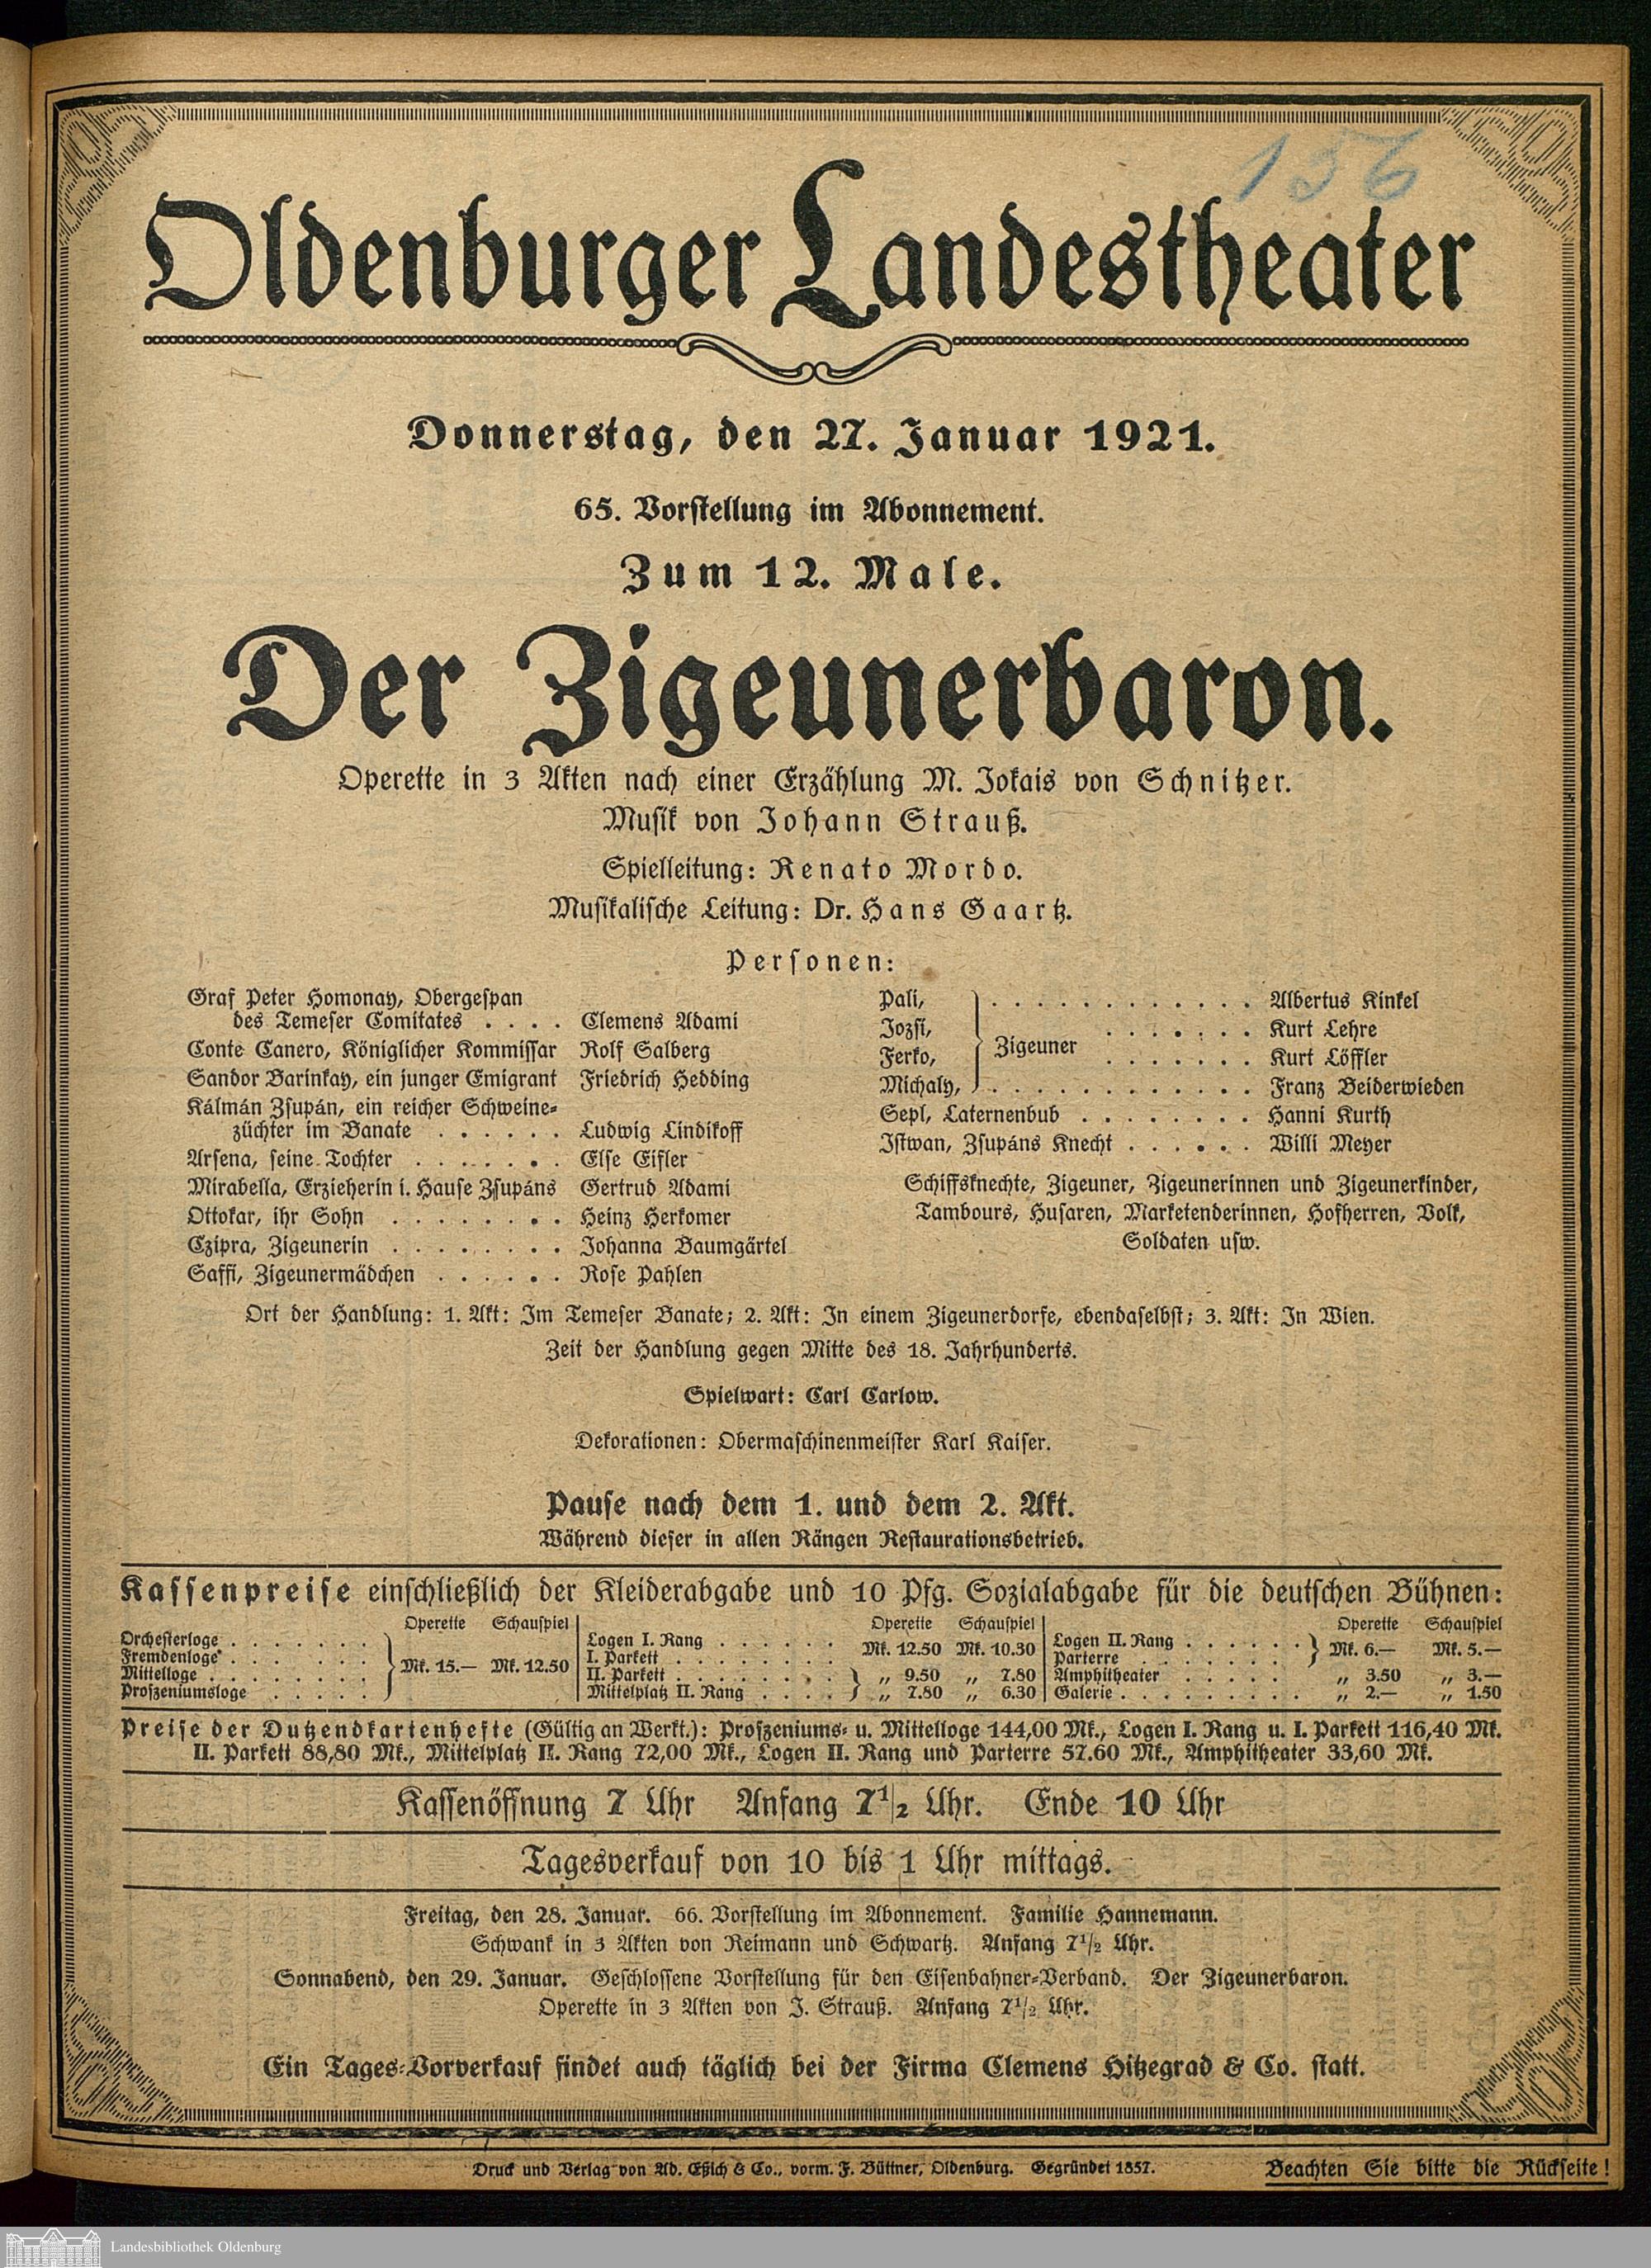 156
Oldenburger Landestheater
Donnerstag, den 27. Januar 1921.
65. Vorstellung im Abonnement.
Zum 12. Male.
Der Zigeunerbaron.
Operette in 3 Akten nach einer Erzählung M. Jokais von Schnitzer.
Musik von Johann Strauß.
Spielleitung: Renato Mordo.
Musikalische Leitung: Dr. Hans Gaartz.
Personen:
Graf Peter Homonay, Obergespan
des Temeser Comitates . . . . Clemens Adami
Conte Canero, Königlicher Kommissar Rolf Salberg
Sandor Barinkay, ein junger Emigrant Friedrich Hedding
Kálmán Zsupán, ein reicher Schweine-
züchter im Banate . . . . . . Ludwig Lindikoff
Arsena, seine Tochter . . . . . . . Else Eifler
Mirabella, Erzieherin i. Hause Zsupáns Gertrud Adami
Ottokar, ihr Sohn . . . . . . . . Heinz Herkomer
Czipra, Zigeunerin . . . . . . . . Johanna Baumgärtel
Saffi, Zigeunermädchen . . . . . . Rose Pahlen
Pali, . . . . . . . . . . . . Albertus Kinkel
Jozsi, . . . . . . . Kurt Lehre
Zigeuner
Ferko, . . . . . . . Kurt Löffler
Michaly, . . . . . . . . . . . . Franz Beiderwieden
Sepl, Laternenbub . . . . . . . . Hanni Kurth
Istwan, Zsupáns Knecht . . . . . . Willi Meyer
Schiffsknechte, Zigeuner, Zigeunerinnen und Zigeunerkinder,
Tambours, Husaren, Marketenderinnen, Hofherren, Volk,
Soldaten usw.
Ort der Handlung: 1. Akt: Im Temeser Banate; 2. Akt: In einem Zigeunerdorfe, ebendaselbst; 3. Akt: In Wien.
Zeit der Handlung gegen Mitte des 18. Jahrhunderts.
Spielwart: Carl Carlow.
Dekorationen: Obermaschinenmeister Karl Kaiser.
Pause nach dem 1. und dem 2. Akt.
Während dieser in allen Rängen Restaurationsbetrieb.
Kassenpreise einschließlich der Kleiderabgabe und 10 Pfg. Sozialabgabe für die deutschen Bühnen:
Operette Schauspiel
Orchesterloge . . . . . . .
Fremdenloge . . . . . . .
Mittelloge . . . . . . . . Mk. 15.— Mk. 12.50
Proszeniumsloge . . . . .
Operette Schauspiel
Logen I. Rang . . . . . .
I. Parkett . . . . . . . . Mk. 12.50 Mk. 10.30
II. Parkett . . . . . . . . „ 9.50 „ 7.80
Mittelplatz II. Rang . . . . „ 7.80 „ 6.30
Operette Schauspiel
Logen II. Rang . . . . . .
Parterre . . . . . . . Mk. 6.— Mk. 5.—
Amphitheater . . . . . „ 3.50 „ 3.—
Galerie . . . . . . . . . „ 2.— „ 1.50
Preise der Dutzendkartenhefte (Gültig an Werkt.): Proszeniums- u. Mittelloge 144,00 Mk., Logen I. Rang u. I. Parkett 116,40 Mk.
II. Parkett 88,80 Mk., Mittelplatz II. Rang 72,00 Mk., Logen II. Rang und Parterre 57.60 Mk., Amphitheater 33,60 Mk.
Kassenöffnung 7 Uhr Anfang 7 1/2 Uhr. Ende 10 Uhr
Tagesverkauf von 10 bis 1 Uhr mittags.
Freitag, den 28. Januar. 66. Vorstellung im Abonnement. Familie Hannemann.
Schwank in 3 Akten von Reimann und Schwartz. Anfang 7 1/2 Uhr.
Sonnabend, den 29. Januar. Geschlossene Vorstellung für den Eisenbahner-Verband. Der Zigeunerbaron.
Operette in 3 Akten von J. Strauß. Anfang 7 1/2 Uhr.
Ein Tages-Vorverkauf findet auch täglich bei der Firma Clemens Hitzegrad & Co. statt.
Druck und Verlag von Ad. Eßich & Co., vorm. F. Büttner, Oldenburg. Gegründet 1857.
Beachten Sie bitte die Rückseite!
Landesbibliothek Oldenburg